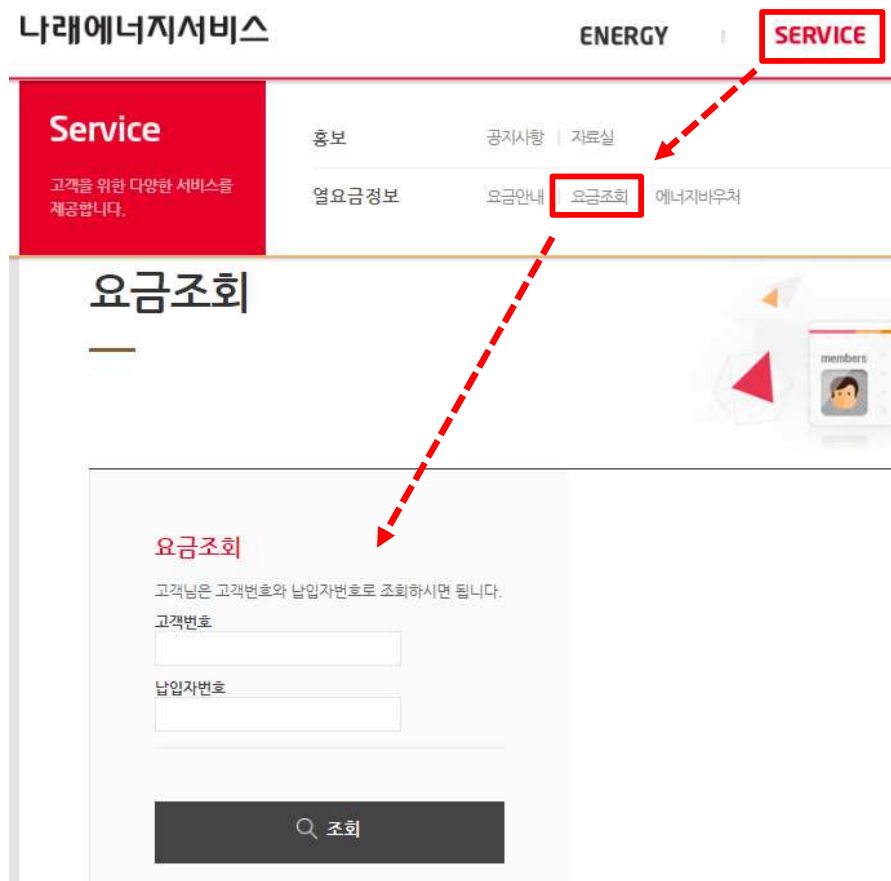 나래에너지서비스 ENERGY SERVICE
Service
홍보 공지사항 자료실
고객을 위한 다양한 서비스를
제공합니다.
열요금정보 요금안내 요금조회 에너지바우처
요금조회
members
요금조회
고객님은 고객번호와 납입자번호로 조회하시면 됩니다.
고객번호
납입자번호
조회